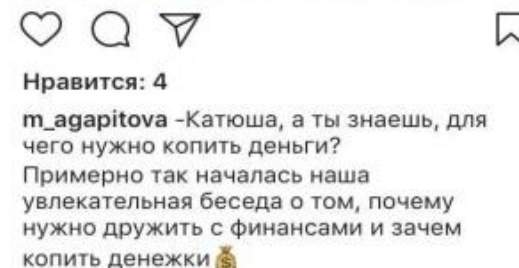 Нравится: 4
m_agapitova -Катюша, а ты знаешь, для
чего нужно копить деньги?
Примерно так началась наша
увлекательная беседа о том, почему
нужно дружить с финансами и зачем
копить денежки💰